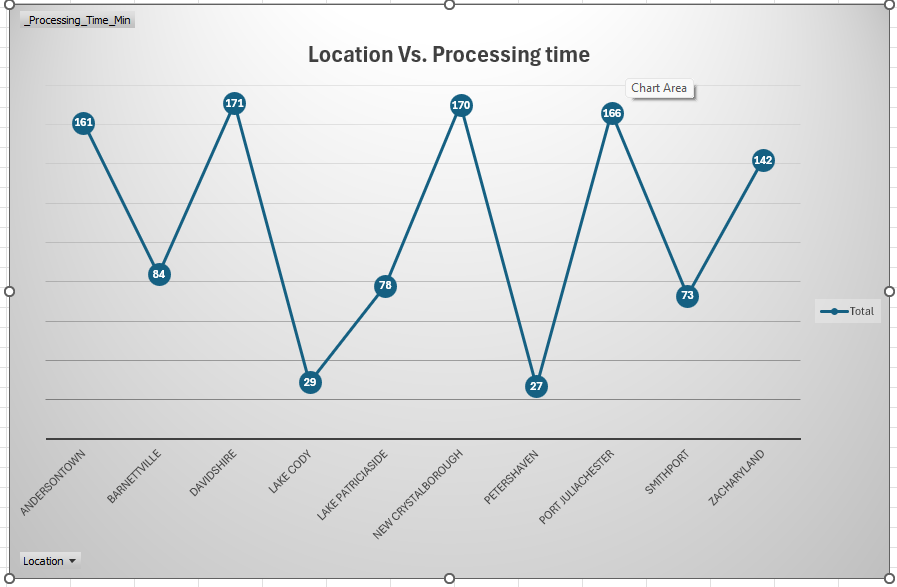 _Processing_Time_Min
Location Vs. Processing time
Chart Area
161
84
171
29
78
170
27
166
73
142
Total
ANDERSONTOWN
BARNETTVILLE
DAVIDSHIRE
LAKE CODY
LAKE PATRICIASIDE
NEW CRYSTALBOROUGH
PETERSHAVEN
PORT JULIACHESTER
SMITHPORT
ZACHARYLAND
Location